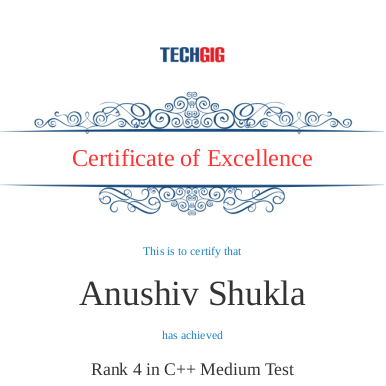 TECHGIG
Certificate of Excellence
This is to certify that
Anushiv Shukla
has achieved
Rank 4 in C++ Medium Test